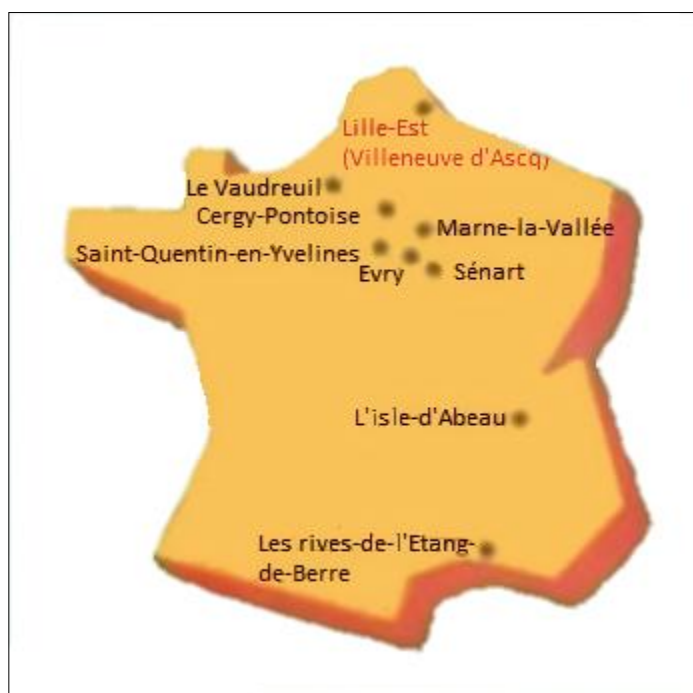 Lille-Est
(Villeneuve d'Ascq)
Le Vaudreuil
Cergy-Pontoise
Marne-la-Vallée
Saint-Quentin-en-Yvelines
Evry
Sénart
L'isle-d'Abeau
Les rives-de-l'Etang-
de-Berre